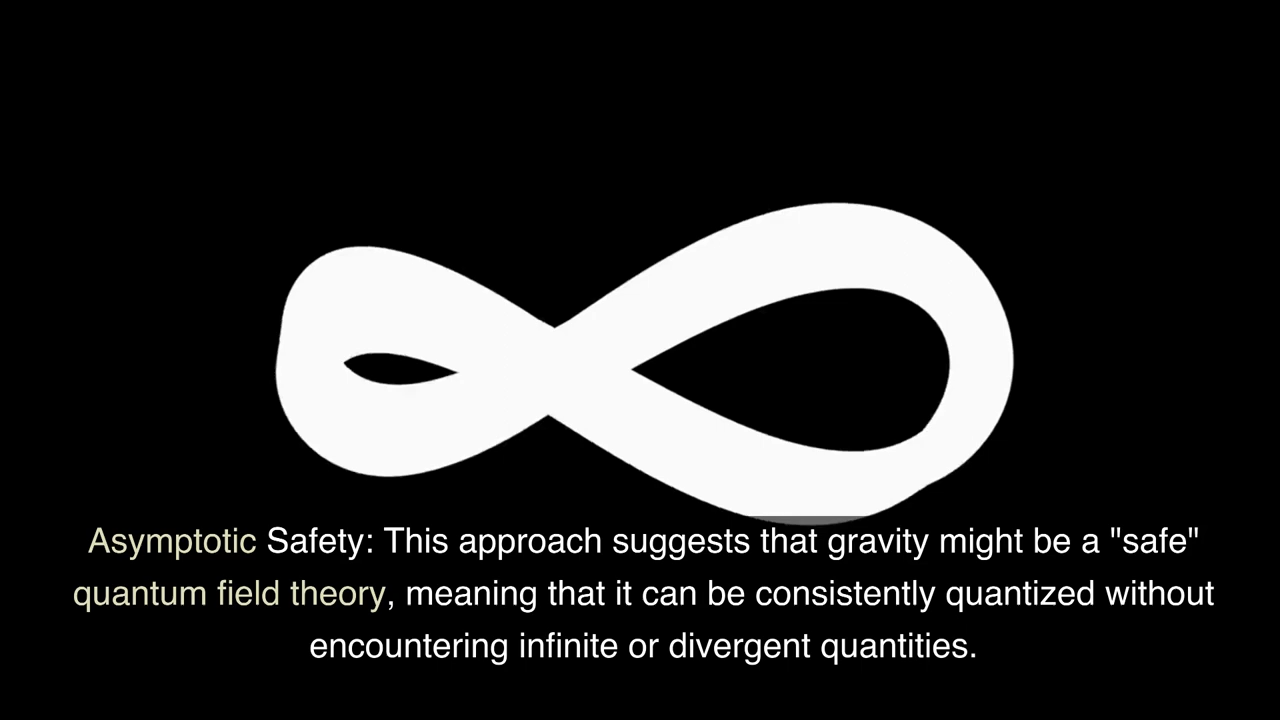 Asymptotic Safety: This approach suggests that gravity might be a "safe"
quantum field theory, meaning that it can be consistently quantized without
encountering infinite or divergent quantities.